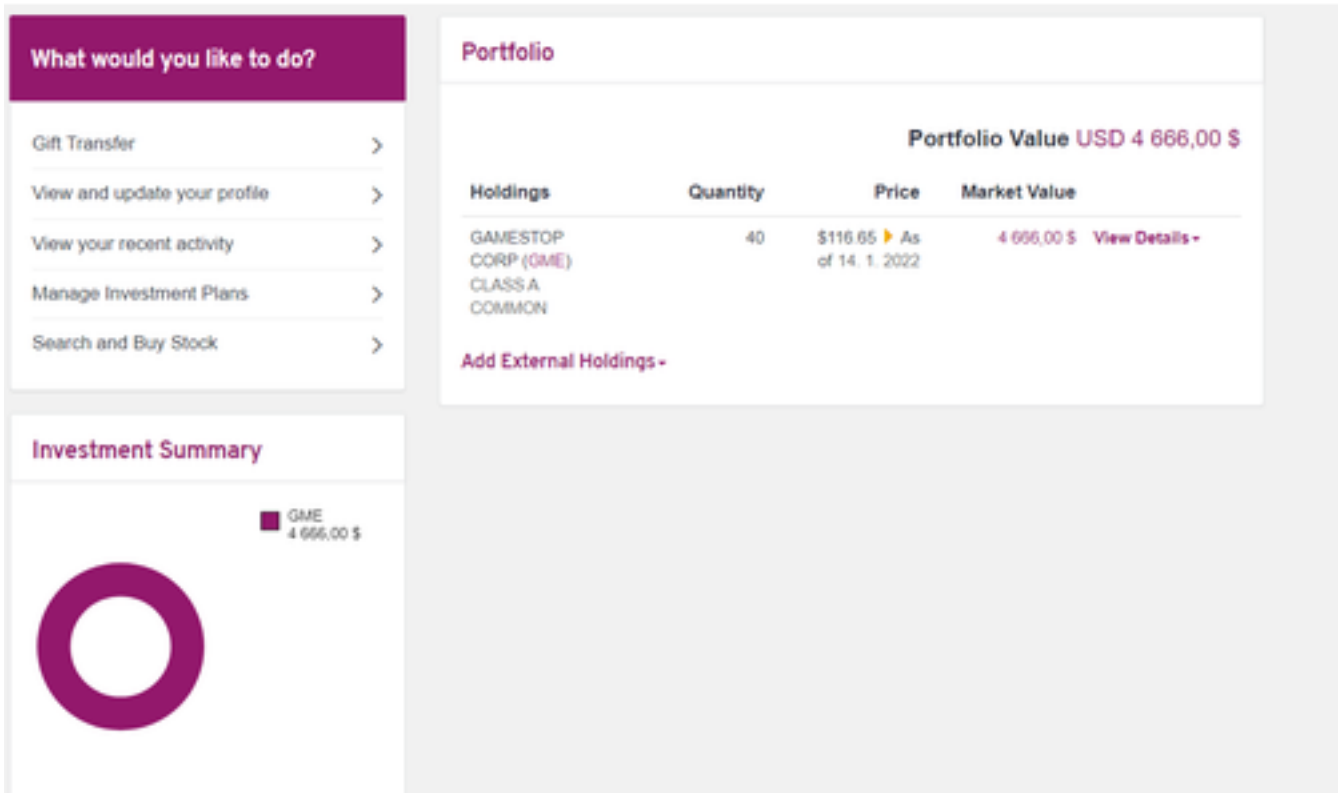 What would you like to do?
Gift Transfer
View and update your profile
View your recent activity
Manage Investment Plans
Search and Buy Stock
Investment Summary
GME
4 666,00 $
Portfolio
Portfolio Value USD 4 666,00 $
Holdings Quantity Price Market Value
GAMESTOP 40 $116.65 As 4 666,00 $ View Details
CORP (GME) of 14. 1. 2022
CLASS A
COMMON
Add External Holdings